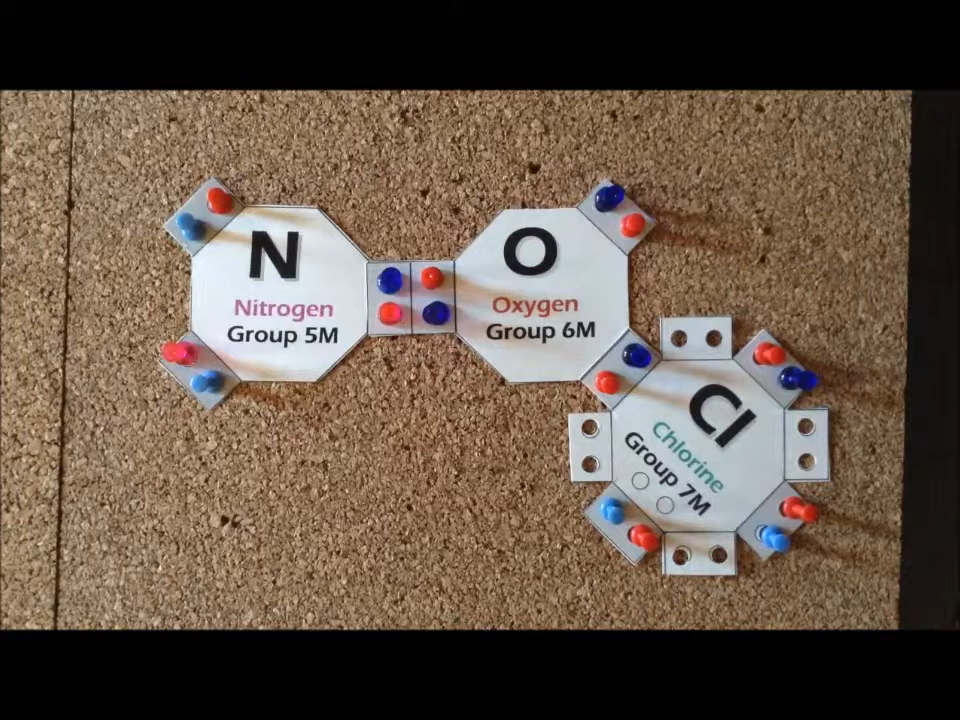 N
Nitrogen
Group 5M
O
Oxygen
Group 6M
Cl
Chlorine
Group 7M